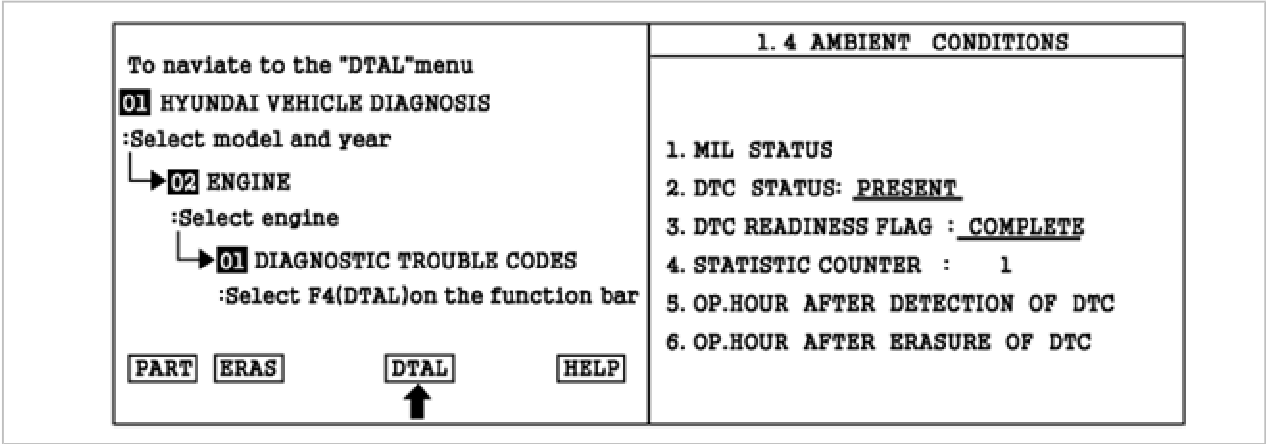 To naviate to the "DTAL"menu
01 HYUNDAI VEHICLE DIAGNOSIS
:Select model and year
02 ENGINE
:Select engine
01 DIAGNOSTIC TROUBLE CODES
:Select F4(DTAL)on the function bar
PART ERAS DTAL HELP
1.4 AMBIENT CONDITIONS
1. MIL STATUS
2. DTC STATUS: PRESENT
3. DTC READINESS FLAG : COMPLETE
4. STATISTIC COUNTER : 1
5. OP.HOUR AFTER DETECTION OF DTC
6. OP.HOUR AFTER ERASURE OF DTC